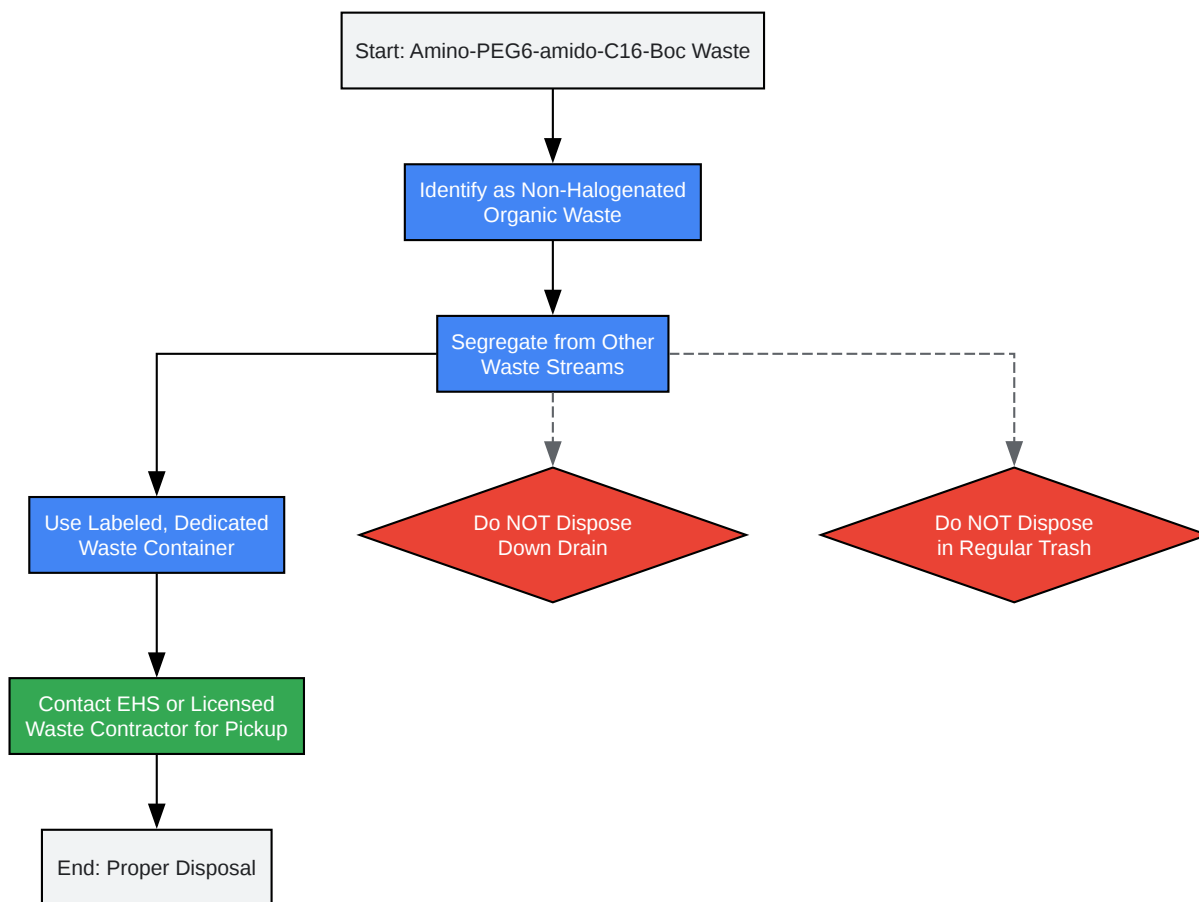 Start: Amino-PEG6-amido-C16-Boc Waste
Identify as Non-Halogenated
Organic Waste
Segregate from Other
Waste Streams
Use Labeled, Dedicated
Waste Container
Do NOT Dispose
Down Drain
Do NOT Dispose
in Regular Trash
Contact EHS or Licensed
Waste Contractor for Pickup
End: Proper Disposal